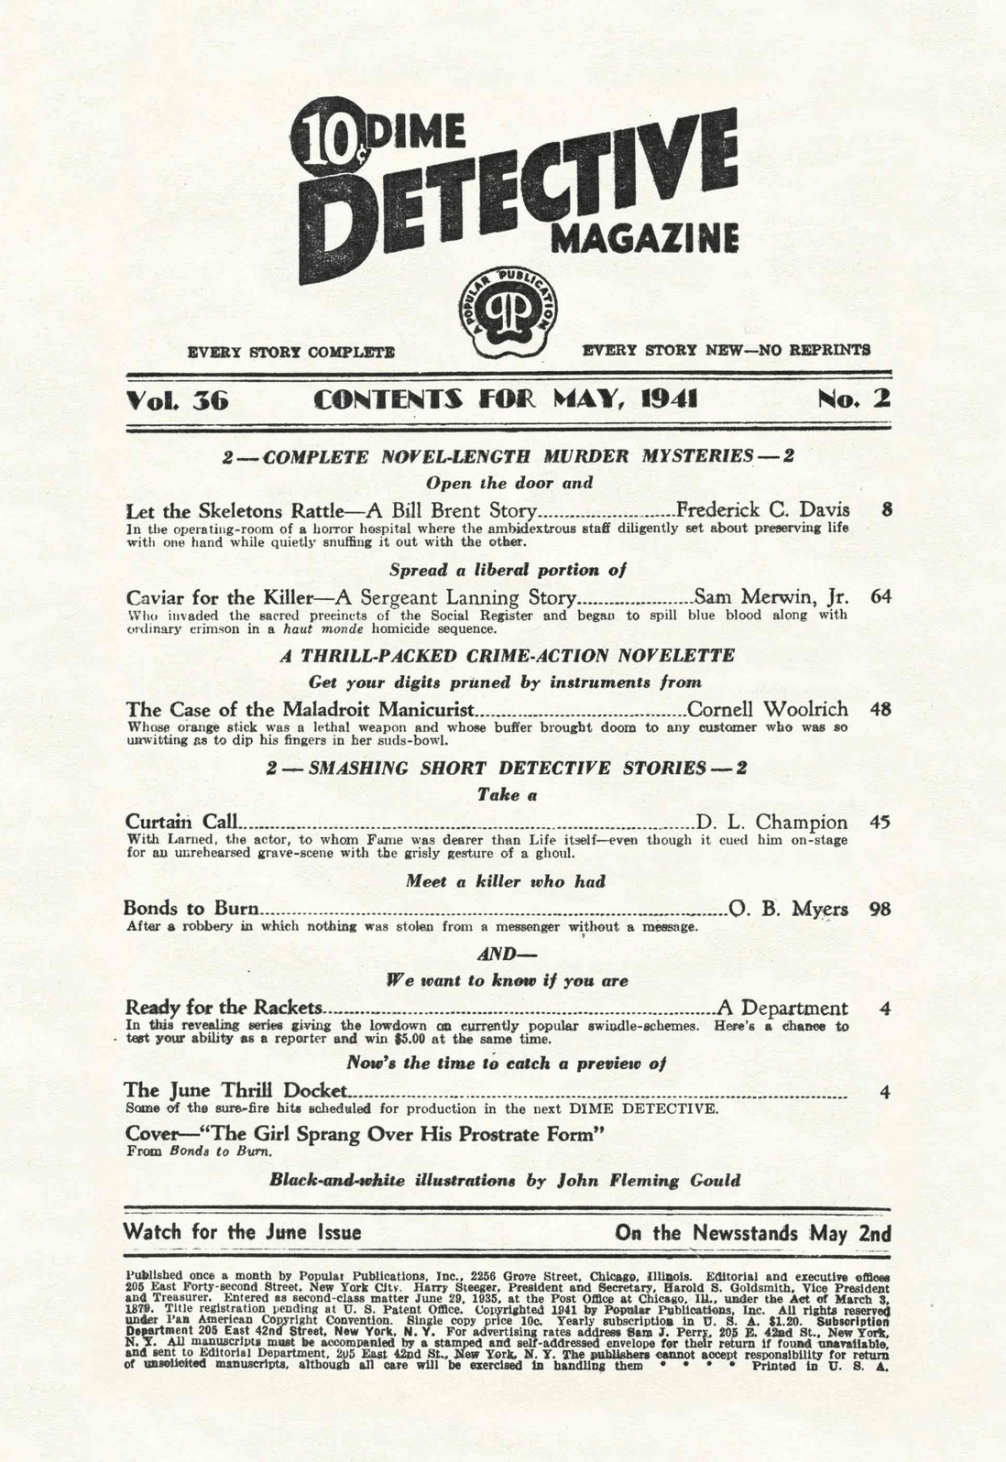 10¢ DIME
DETECTIVE
MAGAZINE
A POPULAR PUBLICATION
PP
EVERY STORY COMPLETE
EVERY STORY NEW—NO REPRINTS
Vol. 36 CONTENTS FOR MAY, 1941 No. 2
2—COMPLETE NOVEL-LENGTH MURDER MYSTERIES—2
Open the door and
Let the Skeletons Rattle—A Bill Brent Story........................Frederick C. Davis 8
In the operating-room of a horror hospital where the ambidextrous staff diligently set about preserving life
with one hand while quietly snuffing it out with the other.
Spread a liberal portion of
Caviar for the Killer—A Sergeant Lanning Story....................Sam Merwin, Jr. 64
Who invaded the sacred precincts of the Social Register and began to spill blue blood along with
ordinary crimson in a haut monde homicide sequence.
A THRILL-PACKED CRIME-ACTION NOVELETTE
Get your digits pruned by instruments from
The Case of the Maladroit Manicurist.....................................Cornell Woolrich 48
Whose orange stick was a lethal weapon and whose buffer brought doom to any customer who was so
unwitting as to dip his fingers in her suds-bowl.
2 — SMASHING SHORT DETECTIVE STORIES — 2
Take a
Curtain Call................................................................................D. L. Champion 45
With Larned, the actor, to whom Fame was dearer than Life itself—even though it cued him on-stage
for an unrehearsed grave-scene with the grisly gesture of a ghoul.
Meet a killer who had
Bonds to Burn..................................................................................O. B. Myers 98
After a robbery in which nothing was stolen from a messenger without a message.
AND—
We want to know if you are
Ready for the Rackets......................................................................A Department 4
In this revealing series giving the lowdown on currently popular swindle-schemes. Here's a chance to
test your ability as a reporter and win $5.00 at the same time.
Now's the time to catch a preview of
The June Thrill Docket.......................................................................................... 4
Some of the sure-fire hits scheduled for production in the next DIME DETECTIVE.
Cover—“The Girl Sprang Over His Prostrate Form”
From Bonds to Burn.
Black-and-white illustrations by John Fleming Gould
Watch for the June Issue On the Newsstands May 2nd
Published once a month by Popular Publications, Inc., 2256 Grove Street, Chicago, Illinois. Editorial and executive offices
205 East Forty-second Street, New York City. Harry Steeger, President and Secretary, Harold S. Goldsmith, Vice President
and Treasurer. Entered as second-class matter June 29, 1935, at the Post Office at Chicago, Ill., under the Act of March 3,
1879. Title registration pending at U. S. Patent Office. Copyrighted 1941 by Popular Publications, Inc. All rights reserved
under Pan American Copyright Convention. Single copy price 10c. Yearly subscription in U. S. A. $1.20. Subscription
Department 205 East 42nd Street, New York, N. Y. For advertising rates address Sam J. Perry, 205 E. 42nd St., New York,
N. Y. All manuscripts must be accompanied by a stamped and self-addressed envelope for their return if found unavailable,
and sent to Editorial Department, 205 East 42nd St., New York, N. Y. The publishers cannot accept responsibility for return
of unsolicited manuscripts, although all care will be exercised in handling them * * * * Printed in U. S. A.